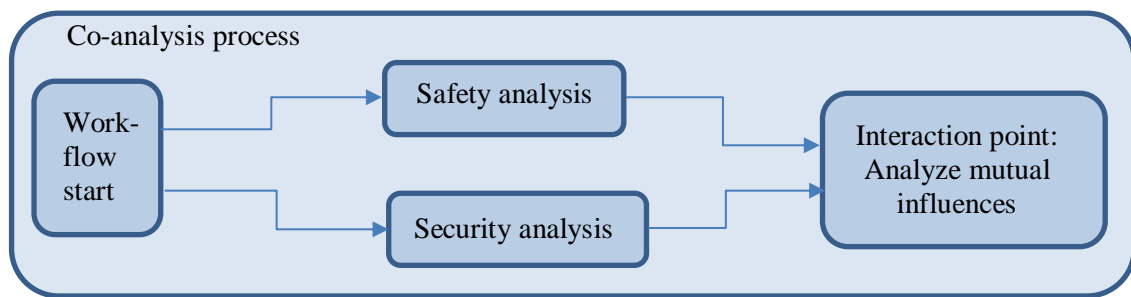 Co-analysis process
Work-
flow
start
Safety analysis
Security analysis
Interaction point:
Analyze mutual
influences